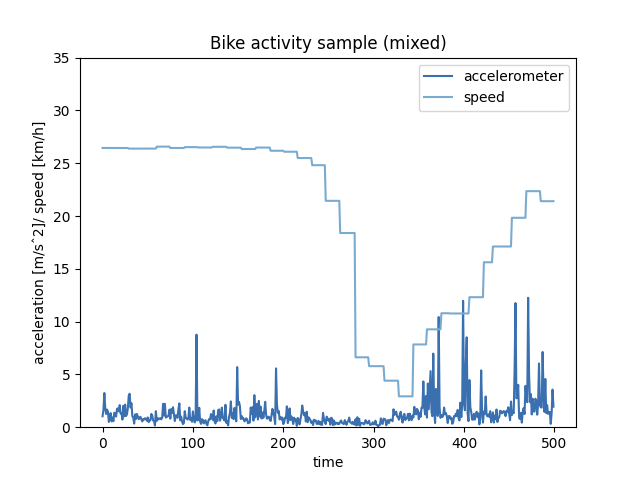 Bike activity sample (mixed)
accelerometer
speed
35
30
25
20
15
10
5
0
acceleration [m/sˆ2]/ speed [km/h]
0 100 200 300 400 500
time